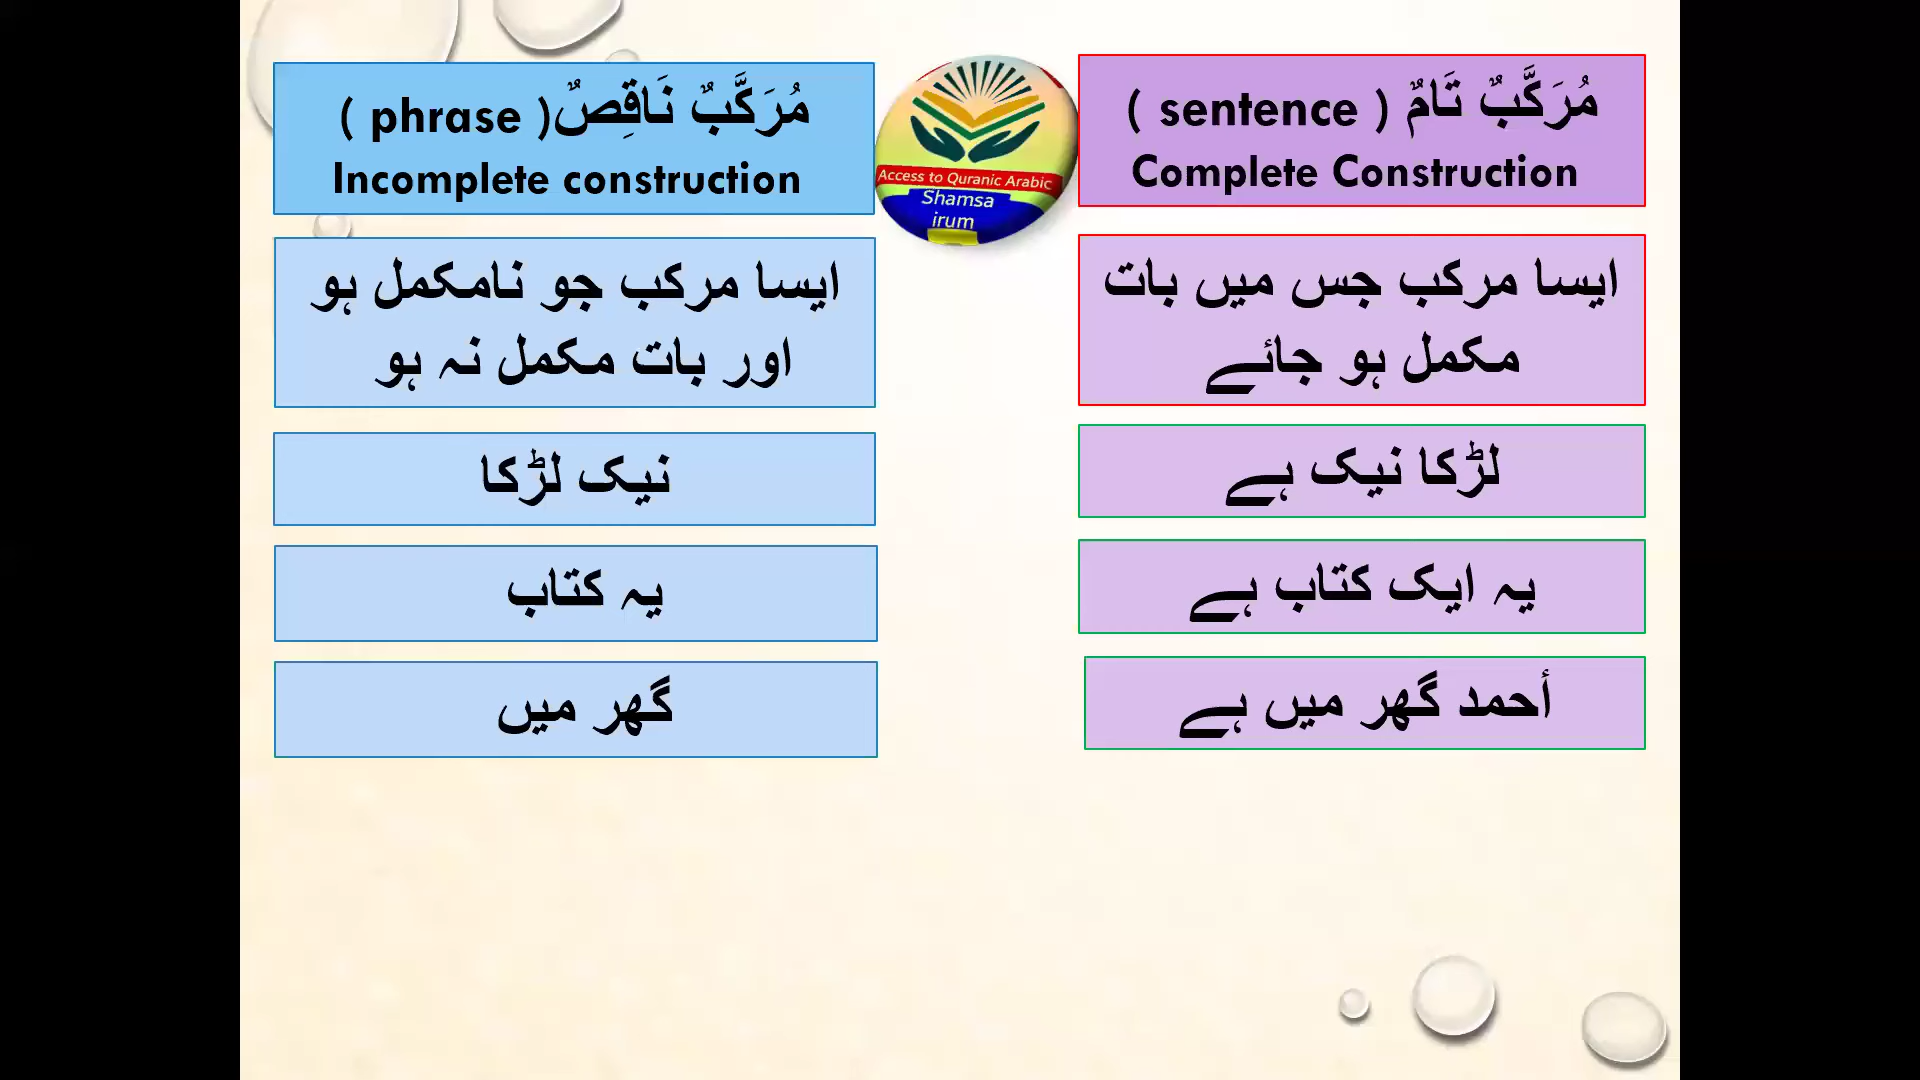 مُرَكَّبٌ تَامٌ ( sentence )
Complete Construction
ایسا مرکب جس میں بات
مکمل ہو جائے
لڑکا نیک ہے
یہ ایک کتاب ہے
أحمد گھر میں ہے
Access to Quranic Arabic
Shamsa
irum
مُرَكَّبٌ نَاقِصٌ( phrase )
Incomplete construction
ایسا مرکب جو نامکمل ہو
اور بات مکمل نہ ہو
نیک لڑکا
یہ کتاب
گھر میں